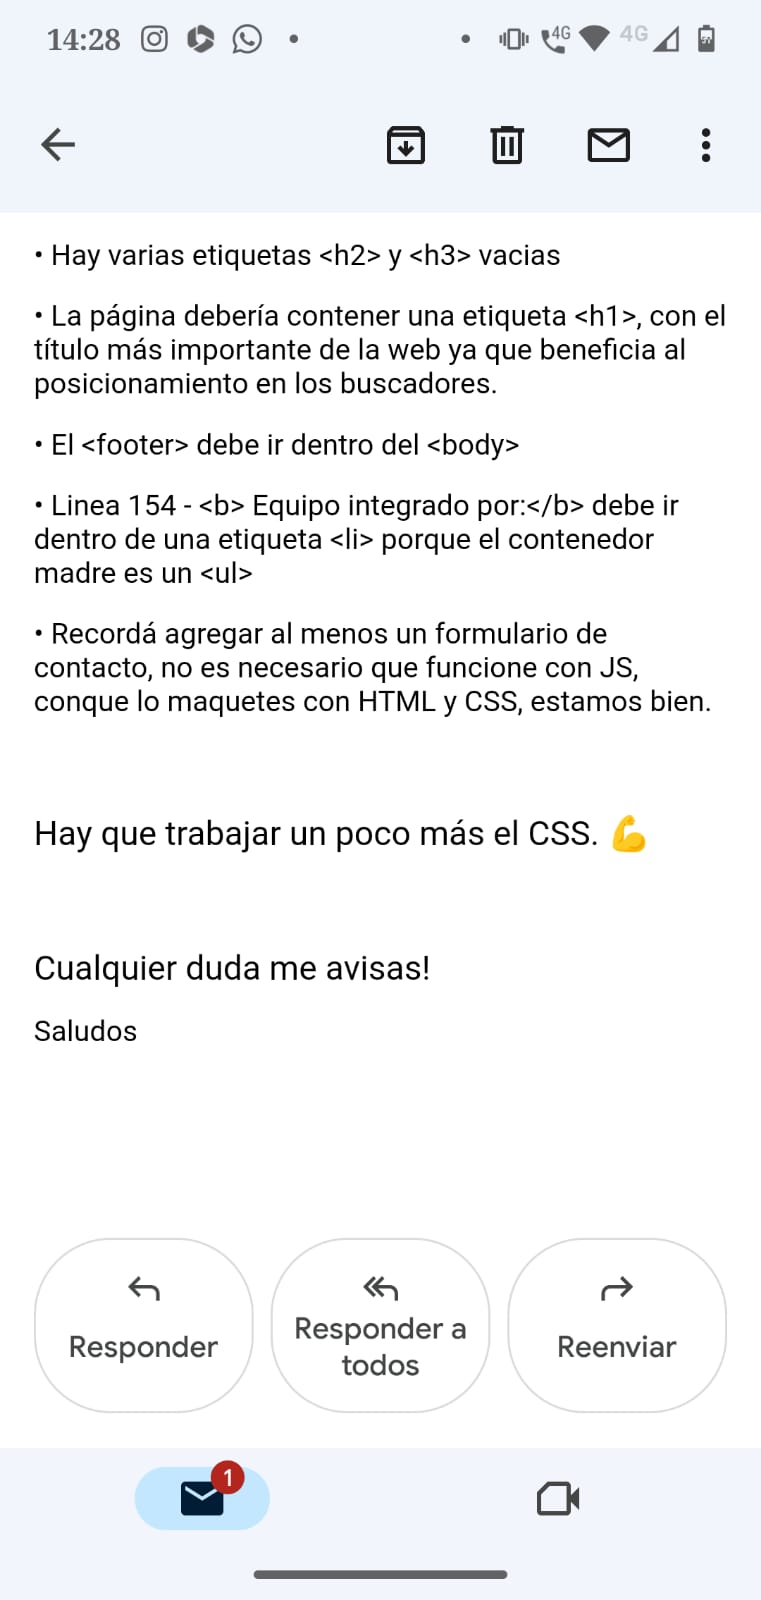 14:28
4G
4G
• Hay varias etiquetas <h2> y <h3> vacias
• La página debería contener una etiqueta <h1>, con el
título más importante de la web ya que beneficia al
posicionamiento en los buscadores.
• El <footer> debe ir dentro del <body>
• Linea 154 - <b> Equipo integrado por:</b> debe ir
dentro de una etiqueta <li> porque el contenedor
madre es un <ul>
• Recordá agregar al menos un formulario de
contacto, no es necesario que funcione con JS,
conque lo maquetes con HTML y CSS, estamos bien.
Hay que trabajar un poco más el CSS. 💪
Cualquier duda me avisas!
Saludos
Responder
Responder a
todos
Reenviar
1